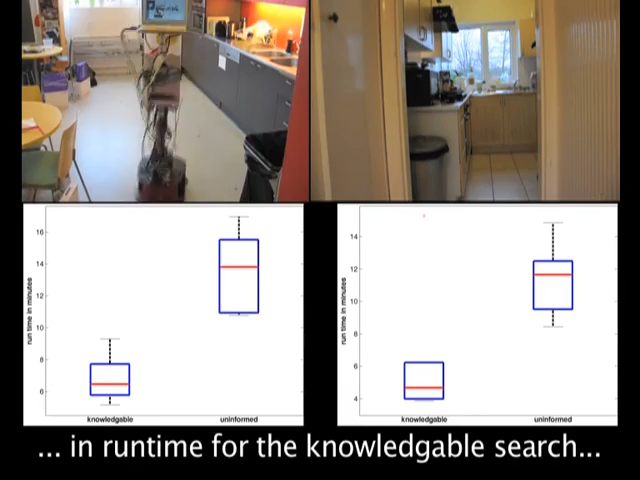 run time in minutes
16
14
12
10
8
6
knowledgable uninformed
run time in minutes
14
12
10
8
6
4
knowledgable uninformed
... in runtime for the knowledgable search...